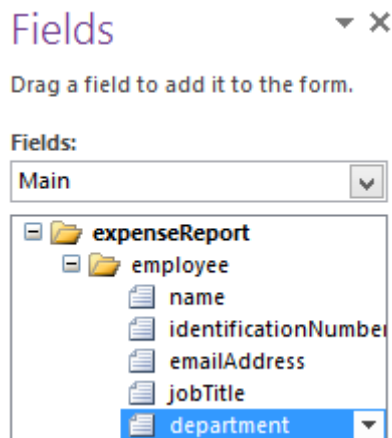 Fields
Drag a field to add it to the form.
Fields:
Main
expenseReport
employee
name
identificationNumber
emailAddress
jobTitle
department